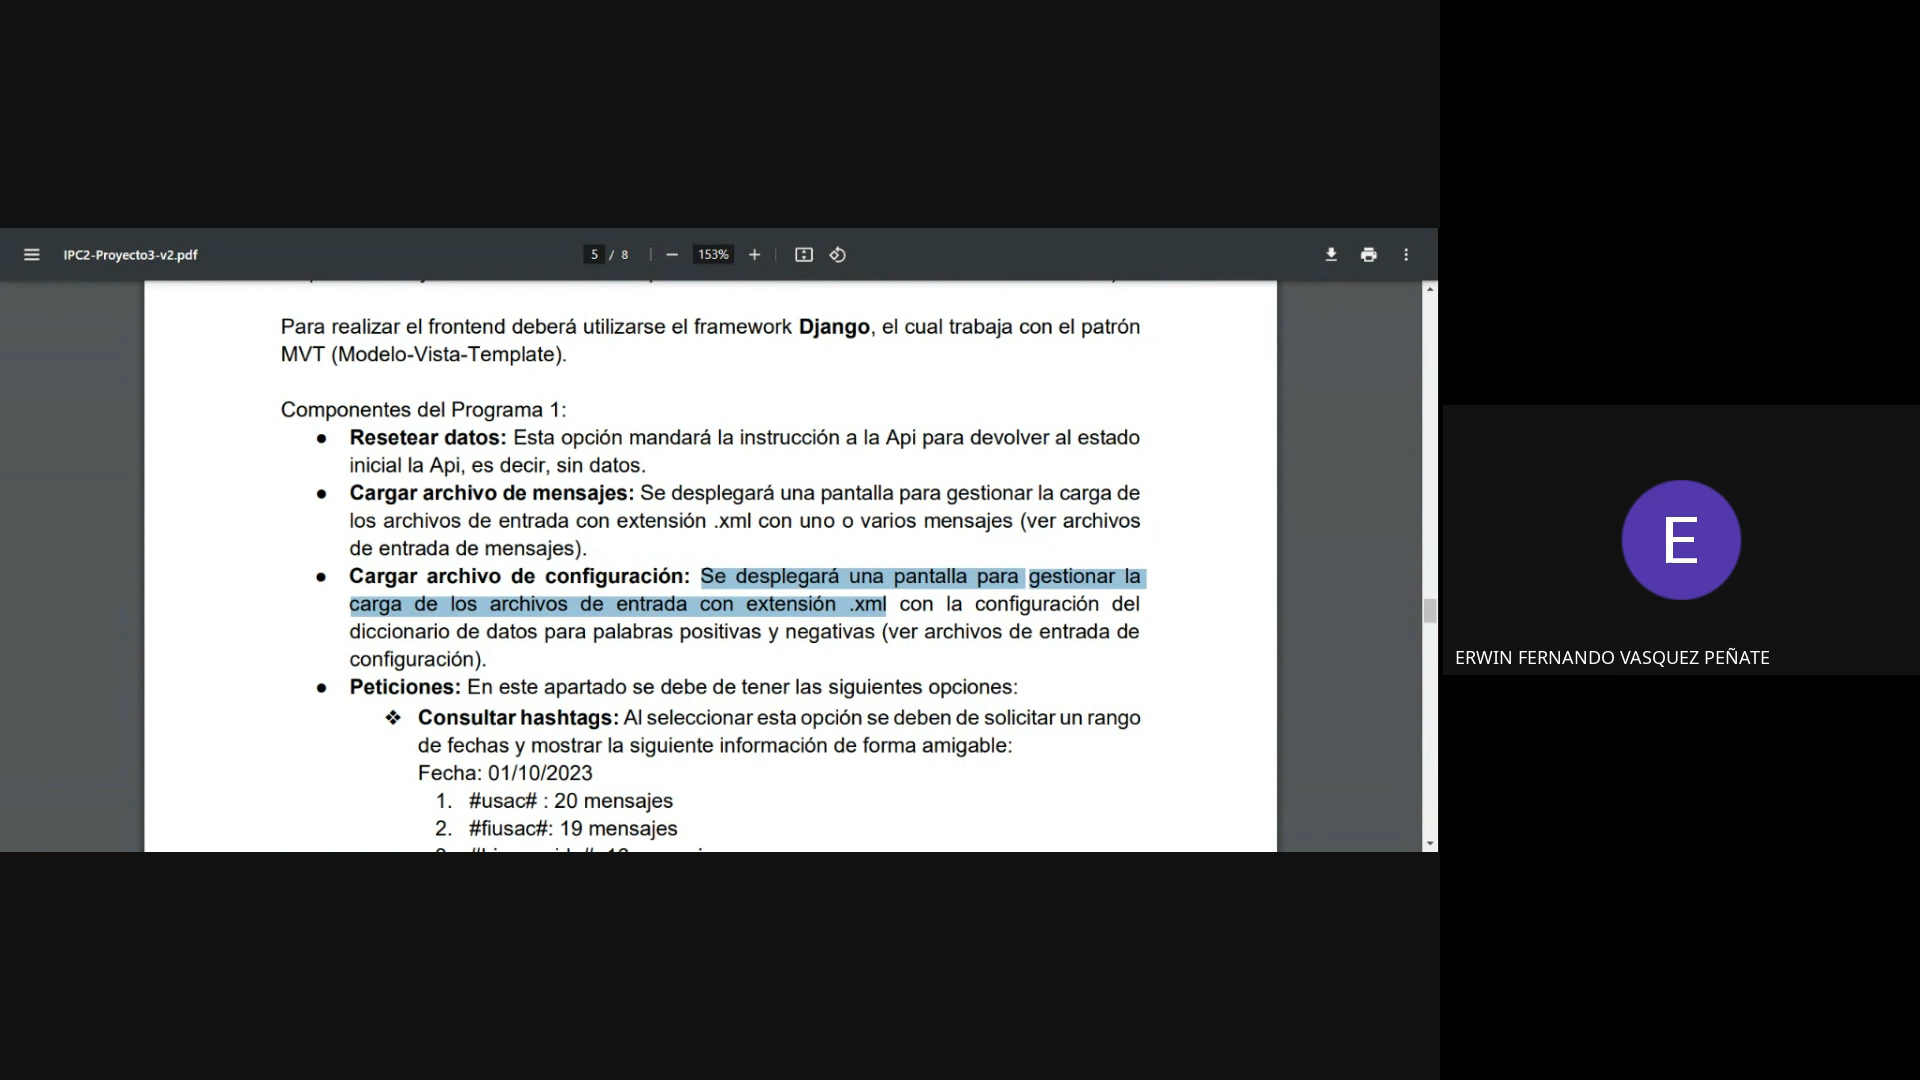 IPC2-Proyecto3-v2.pdf
5 / 8
153%
Para realizar el frontend deberá utilizarse el framework Django, el cual trabaja con el patrón
MVT (Modelo-Vista-Template).
Componentes del Programa 1:
● Resetear datos: Esta opción mandará la instrucción a la Api para devolver al estado
inicial la Api, es decir, sin datos.
● Cargar archivo de mensajes: Se desplegará una pantalla para gestionar la carga de
los archivos de entrada con extensión .xml con uno o varios mensajes (ver archivos
de entrada de mensajes).
● Cargar archivo de configuración: Se desplegará una pantalla para gestionar la
carga de los archivos de entrada con extensión .xml con la configuración del
diccionario de datos para palabras positivas y negativas (ver archivos de entrada de
configuración).
● Peticiones: En este apartado se debe de tener las siguientes opciones:
❖ Consultar hashtags: Al seleccionar esta opción se deben de solicitar un rango
de fechas y mostrar la siguiente información de forma amigable:
Fecha: 01/10/2023
1. #usac# : 20 mensajes
2. #fiusac#: 19 mensajes
E
ERWIN FERNANDO VASQUEZ PEÑATE